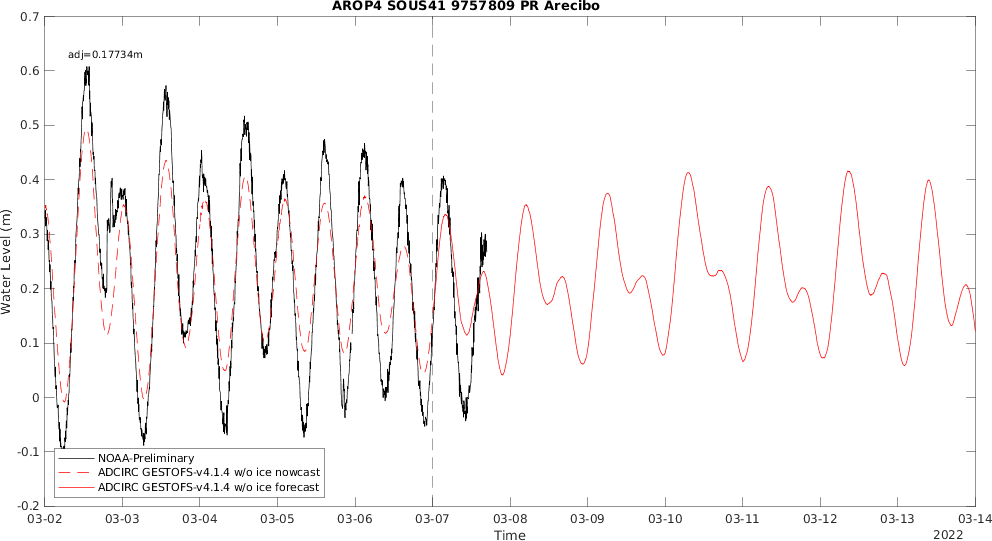 AROP4 SOUS41 9757809 PR Arecibo
0.7
adj=0.17734m
0.6
0.5
0.4
0.3
0.2
0.1
0
-0.1
-0.2
Water Level (m)
NOAA-Preliminary
ADCIRC GESTOFS-v4.1.4 w/o ice nowcast
ADCIRC GESTOFS-v4.1.4 w/o ice forecast
03-02 03-03 03-04 03-05 03-06 03-07 03-08 03-09 03-10 03-11 03-12 03-13 03-14
Time
2022